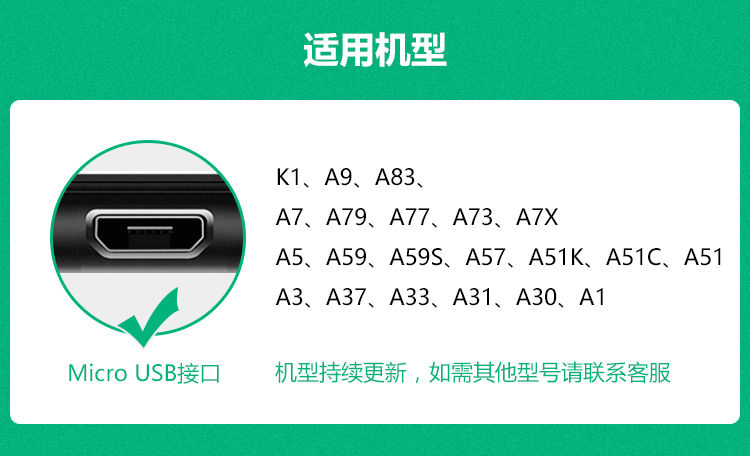 适用机型
K1、A9、A83、
A7、A79、A77、A73、A7X
A5、A59、A59S、A57、A51K、A51C、A51
A3、A37、A33、A31、A30、A1
Micro USB接口
机型持续更新，如需其他型号请联系客服